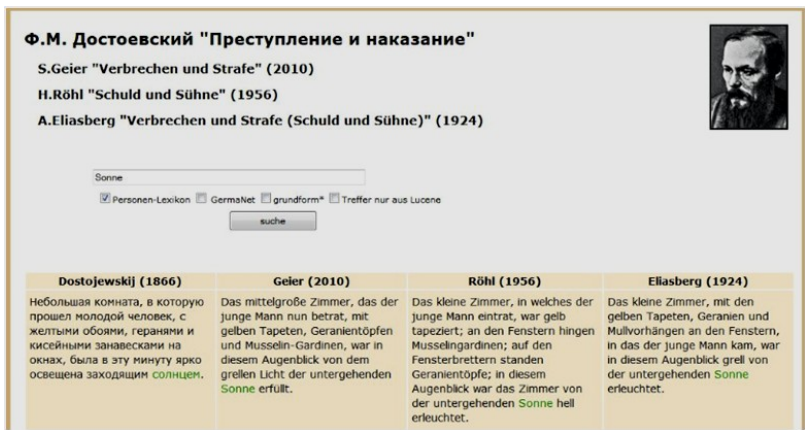 Ф.М. Достоевский "Преступление и наказание"
S.Geier "Verbrechen und Strafe" (2010)
H.Röhl "Schuld und Sühne" (1956)
A.Eliasberg "Verbrechen und Strafe (Schuld und Sühne)" (1924)
Sonne
Personen-Lexikon GermaNet grundform* Treffer nur aus Lucene
suche
Dostojewskij (1866)
Небольшая комната, в которую
прошел молодой человек, с
желтыми обоями, геранями и
кисейными занавесками на
окнах, была в эту минуту ярко
освещена заходящим солнцем.
Geier (2010)
Das mittelgroße Zimmer, das der
junge Mann nun betrat, mit
gelben Tapeten, Geranientöpfen
und Musselin-Gardinen, war in
diesem Augenblick von dem
grellen Licht der untergehenden
Sonne erfüllt.
Röhl (1956)
Das kleine Zimmer, in welches der
junge Mann eintrat, war gelb
tapeziert; an den Fenstern hingen
Musselingardinen; auf den
Fensterbrettern standen
Geranientöpfe; in diesem
Augenblick war das Zimmer von
der untergehenden Sonne hell
erleuchtet.
Eliasberg (1924)
Das kleine Zimmer, mit den
gelben Tapeten, Geranien und
Mullvorhängen an den Fenstern,
in das der junge Mann kam, war
in diesem Augenblick grell von
der untergehenden Sonne
erleuchtet.